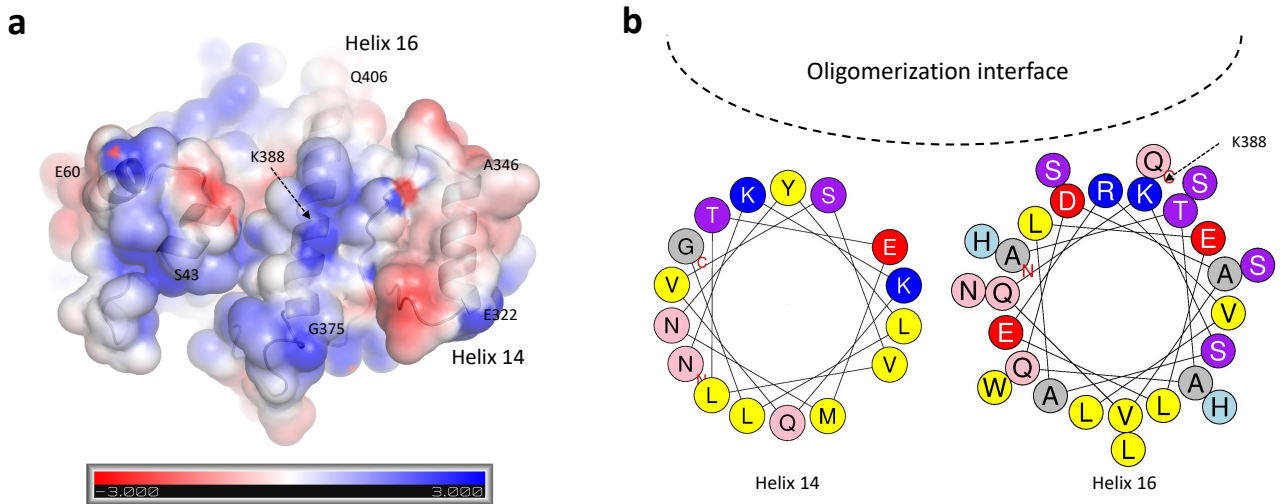 a
Helix 16
Q406
K388
E60
A346
S43
G375
E322
Helix 14
-3.000 3.000
b
Oligomerization interface
K388
T
K
Y
S
G
C
E
V
K
N
L
N
N
V
L
L
Q
M
Helix 14
Q
C
S
S
D
R
K
T
L
E
H
A
N
A
S
N
Q
V
E
S
W
Q
A
L
V
L
A
H
L
Helix 16